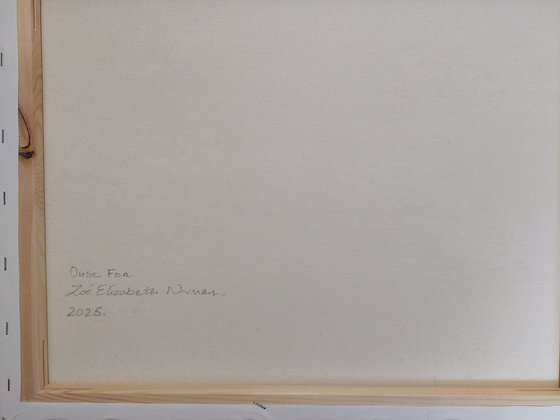 Ouse Fen
Zoë Elizabeth Norman
2025.